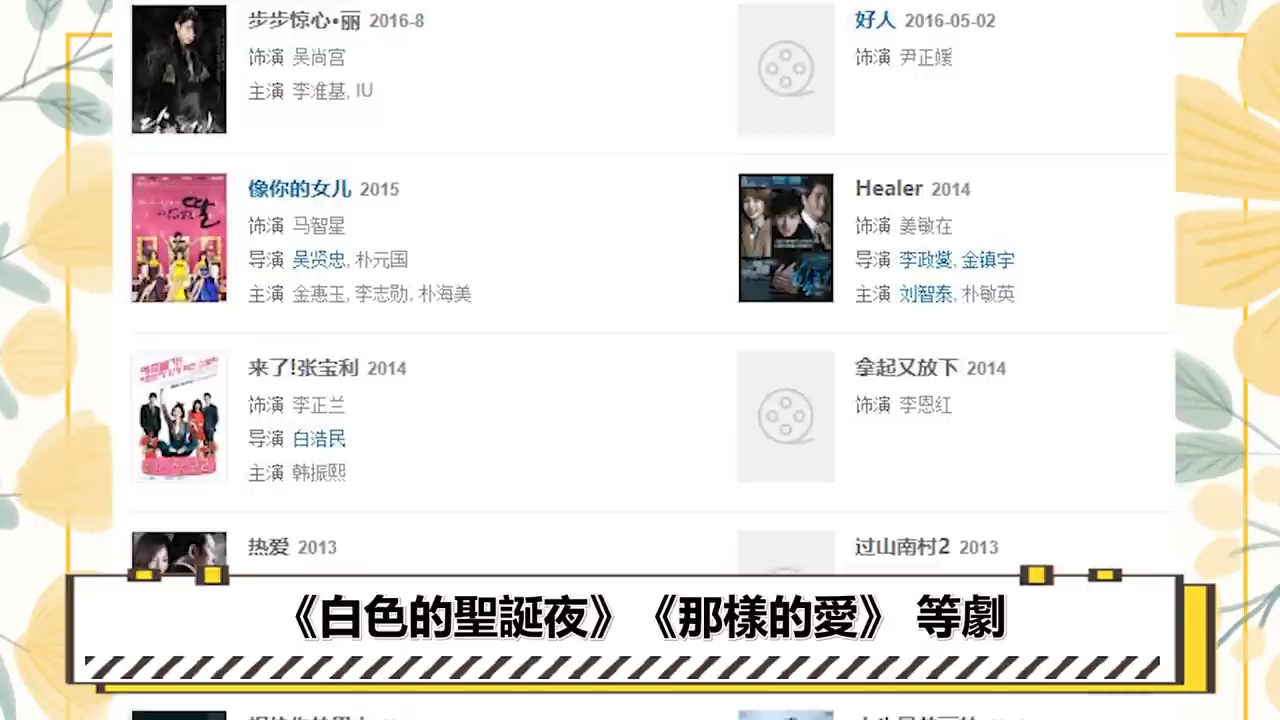 步步惊心•丽 2016-8
饰演 吴尚宫
主演 李准基, IU
好人 2016-05-02
饰演 尹正媛
像你的女儿 2015
饰演 马智星
导演 吴贤忠, 朴元国
主演 金惠玉, 李志勋, 朴海美
Healer 2014
饰演 姜敏在
导演 李政燮, 金镇宇
主演 刘智泰, 朴敏英
来了!张宝利 2014
饰演 李正兰
导演 白浩民
主演 韩振熙
拿起又放下 2014
饰演 李恩红
热爱 2013
过山南村2 2013
《白色的聖誕夜》《那樣的愛》 等劇